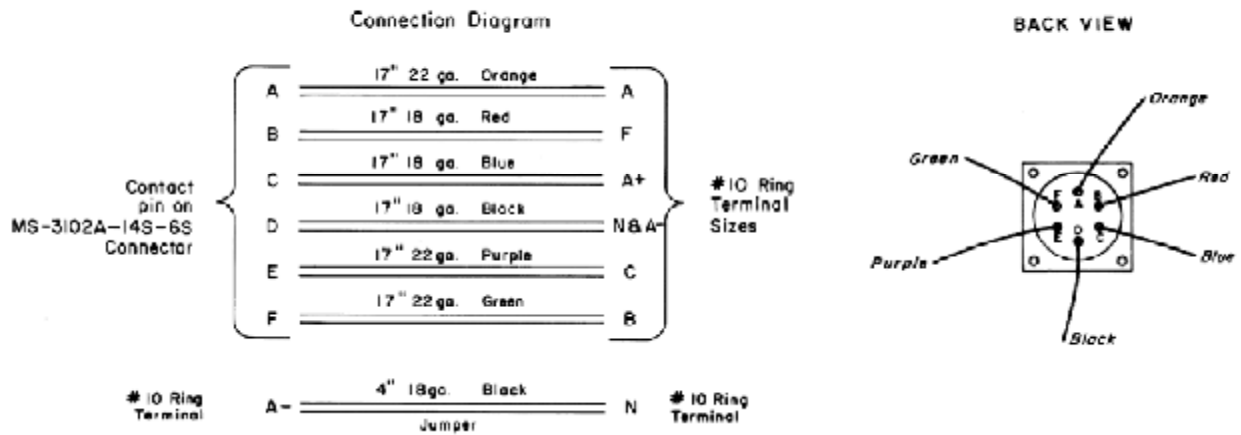 Connection Diagram
BACK VIEW
A 17" 22 ga. Orange A
B 17" 18 ga. Red F
C 17" 18 ga. Blue A+
D 17" 18 ga. Black N&A-
E 17" 22 ga. Purple C
F 17" 22 ga. Green B
Contact
pin on
MS-3102A-14S-6S
Connector
#10 Ring
Terminal
Sizes
#10 Ring
Terminal
A- 4" 18 ga. Black N
Jumper
#10 Ring
Terminal
Orange
Green
Red
F A B
E D C
Purple
Blue
Black